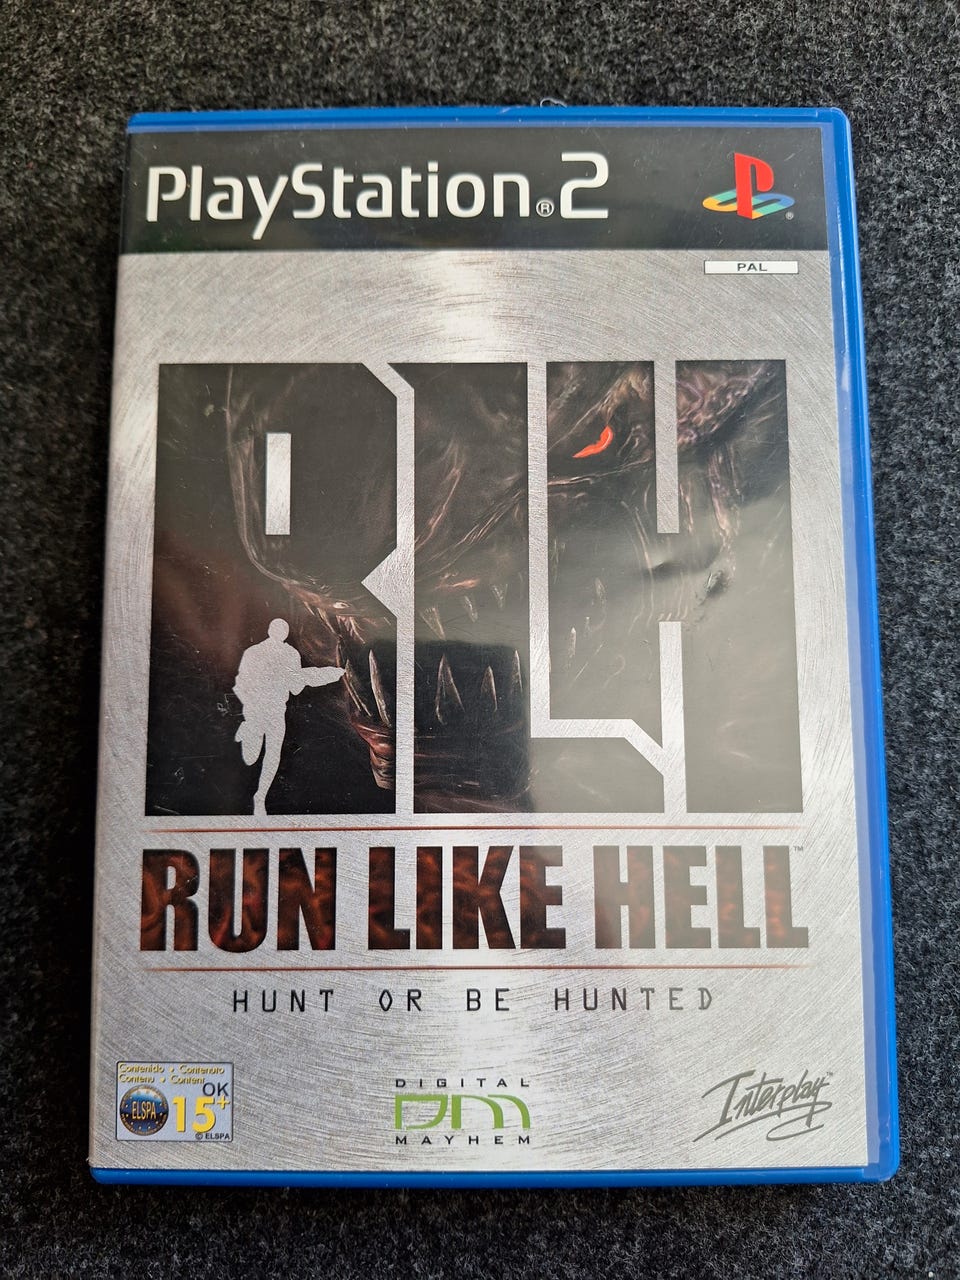 PlayStation®2
PAL
RLH
RUN LIKE HELL™
HUNT OR BE HUNTED
Contenido • Contenuto
Contenu • Content
OK
ELSPA
15+
© ELSPA
DIGITAL
DM
MAYHEM
Interplay™